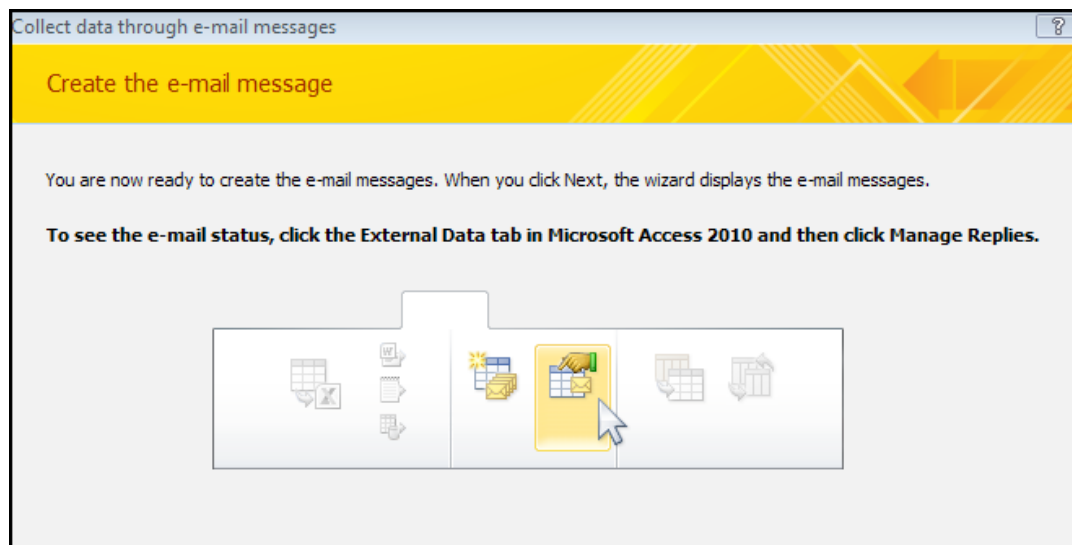 Collect data through e-mail messages
Create the e-mail message
You are now ready to create the e-mail messages. When you click Next, the wizard displays the e-mail messages.
To see the e-mail status, click the External Data tab in Microsoft Access 2010 and then click Manage Replies.